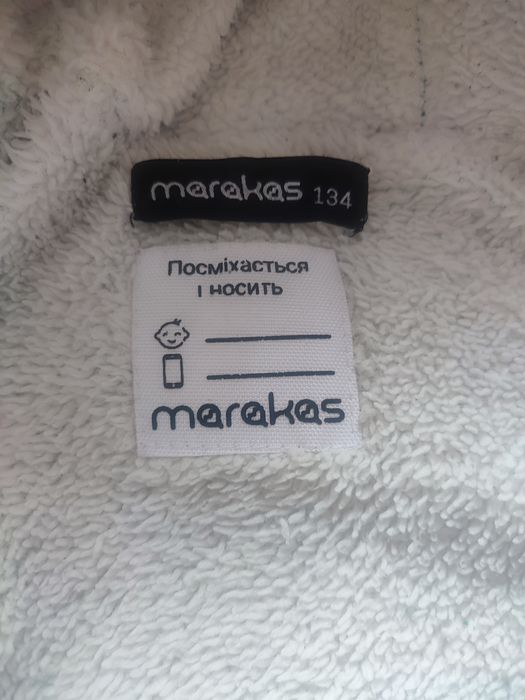 marakas 134
Посміхається
і носить
marakas